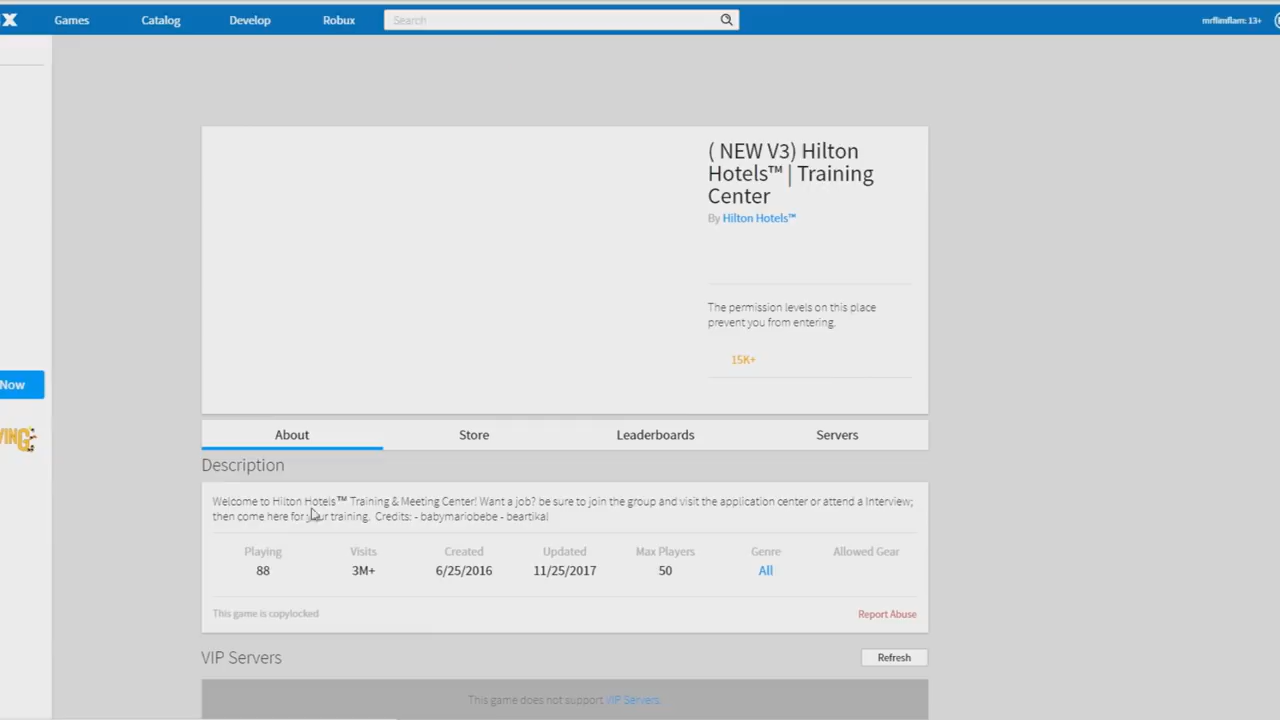 X Games Catalog Develop Robux Search mrflimflam: 13+
( NEW V3) Hilton
Hotels™ | Training
Center
By Hilton Hotels™
The permission levels on this place
prevent you from entering.
15K+
Now
VING
About Store Leaderboards Servers
Description
Welcome to Hilton Hotels™ Training & Meeting Center! Want a job? be sure to join the group and visit the application center or attend a Interview;
then come here for your training. Credits: - babymariobebe - beartikal
Playing Visits Created Updated Max Players Genre Allowed Gear
88 3M+ 6/25/2016 11/25/2017 50 All
This game is copylocked Report Abuse
VIP Servers Refresh
This game does not support VIP Servers.